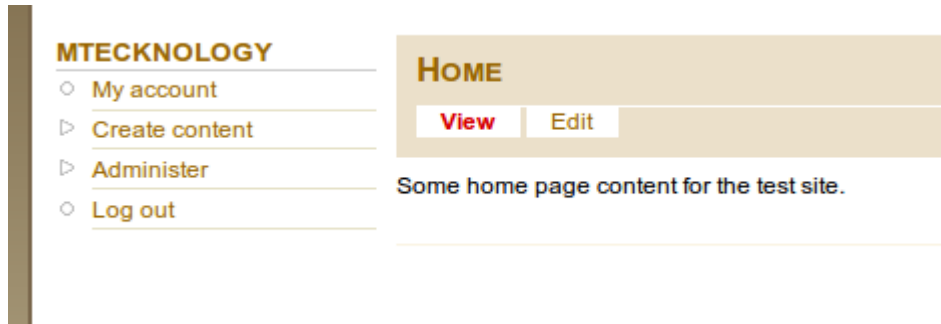 MTECKNOLOGY
My account
Create content
Administer
Log out
HOME
View Edit
Some home page content for the test site.